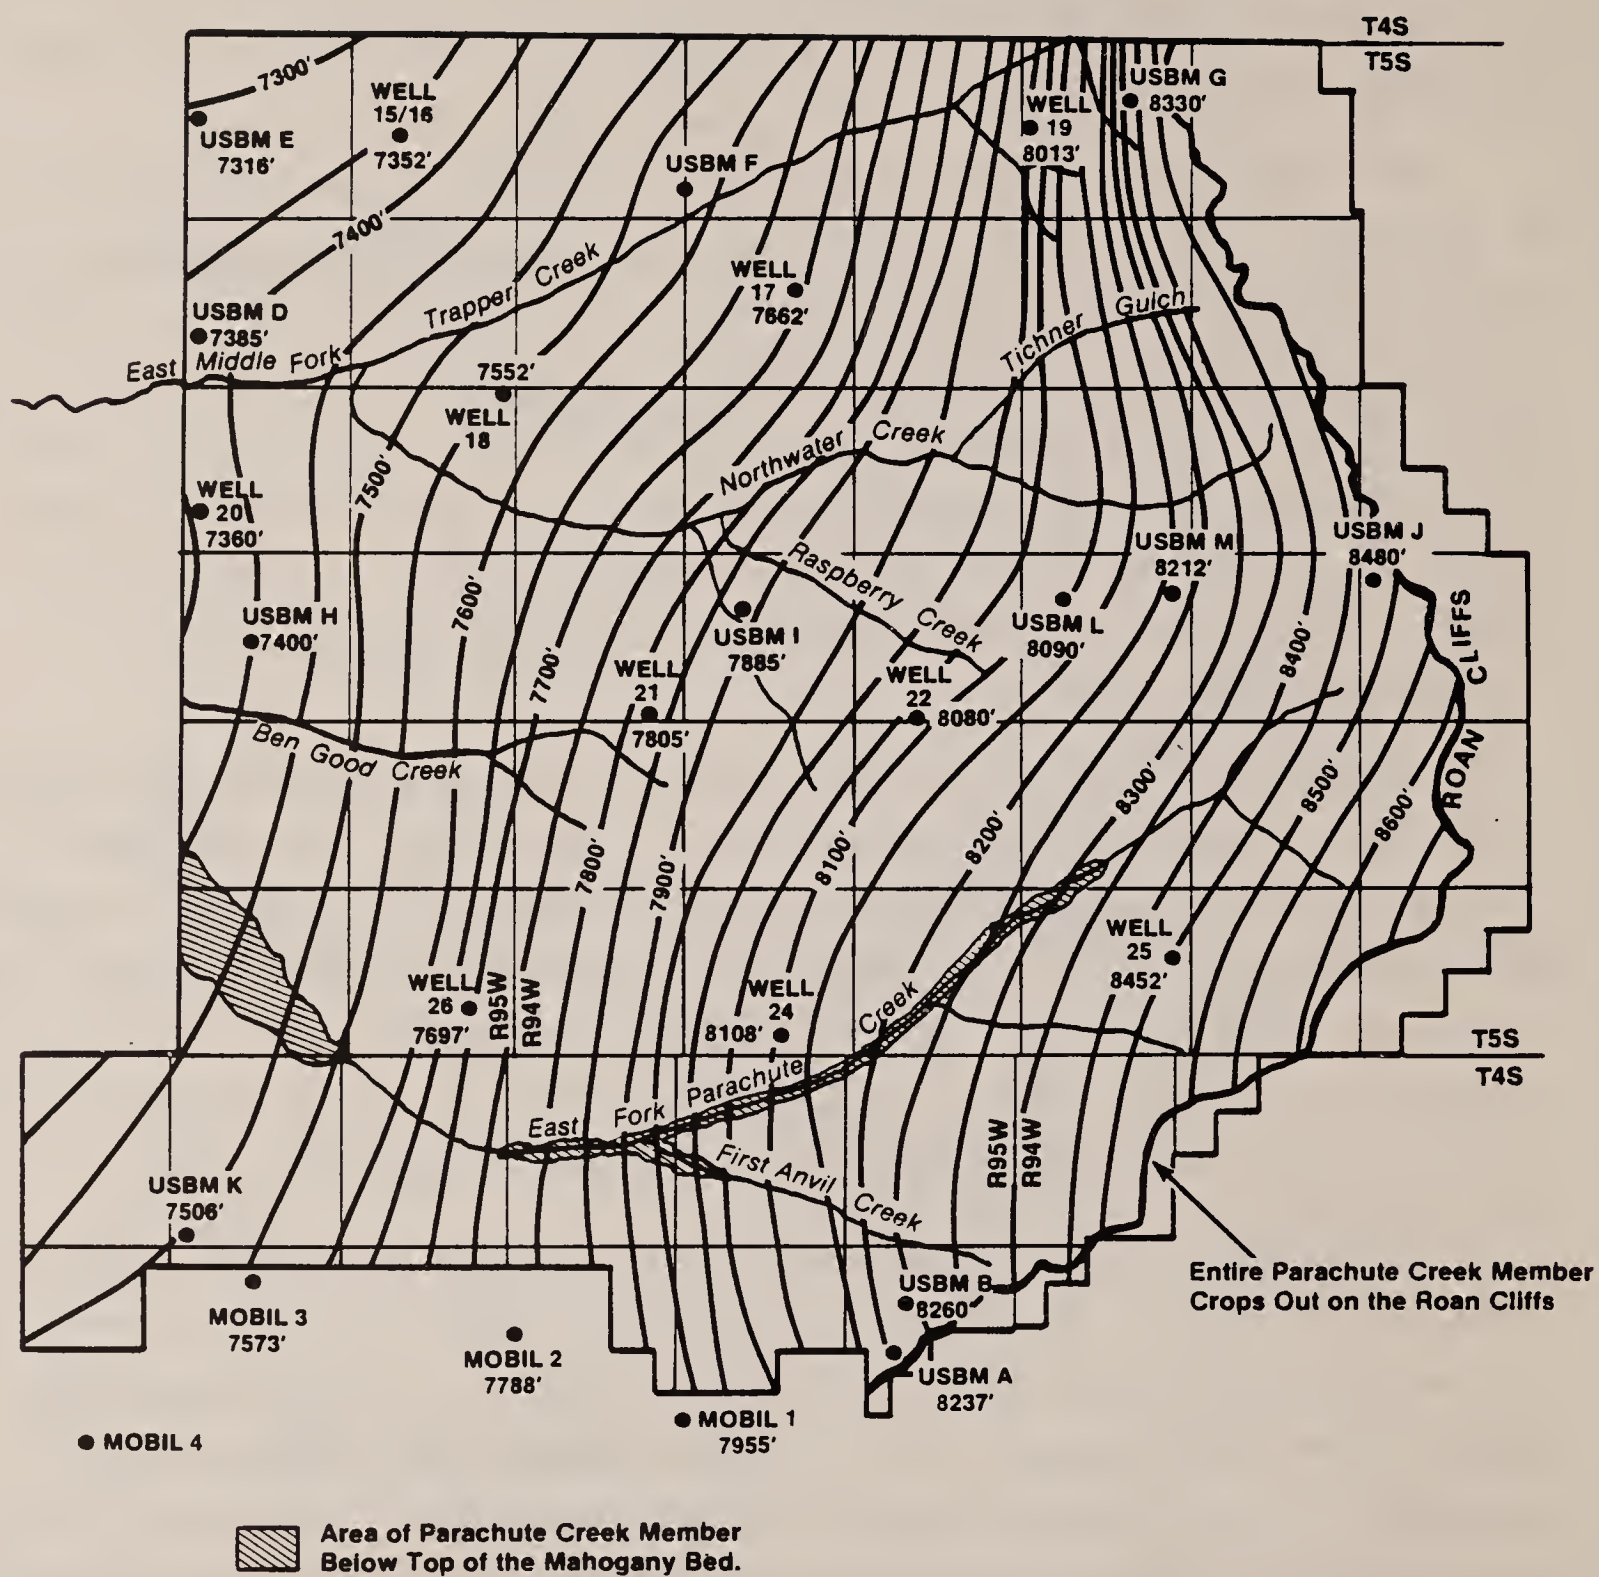 T4S
T5S
7300'
WELL
15/16
7352'
USBM E
7316'
USBM F
USBM G
8330'
WELL
19
8013'
7400'
Trapper Creek
WELL
17
7662'
USBM D
7385'
East Middle Fork
7552'
WELL
18
Tichner Gulch
Northwater Creek
7500'
WELL
20
7360'
USBM J
8480'
USBM M
8212'
Raspberry Creek
7600'
USBM H
7400'
USBM I
7885'
USBM L
8090'
CLIFFS
8400'
7700'
WELL
21
7805'
WELL
22
8080'
Ben Good Creek
ROAN
8300'
8500'
8600'
7800'
7900'
8100'
8200'
WELL
25
8452'
WELL
26
7697'
R95W
R94W
WELL
24
8108'
T5S
T4S
East Fork Parachute Creek
First Anvil Creek
R95W
R94W
USBM K
7506'
Entire Parachute Creek Member
Crops Out on the Roan Cliffs
USBM B
8260'
MOBIL 3
7573'
MOBIL 2
7788'
USBM A
8237'
MOBIL 1
7955'
MOBIL 4
Area of Parachute Creek Member
Below Top of the Mahogany Bed.